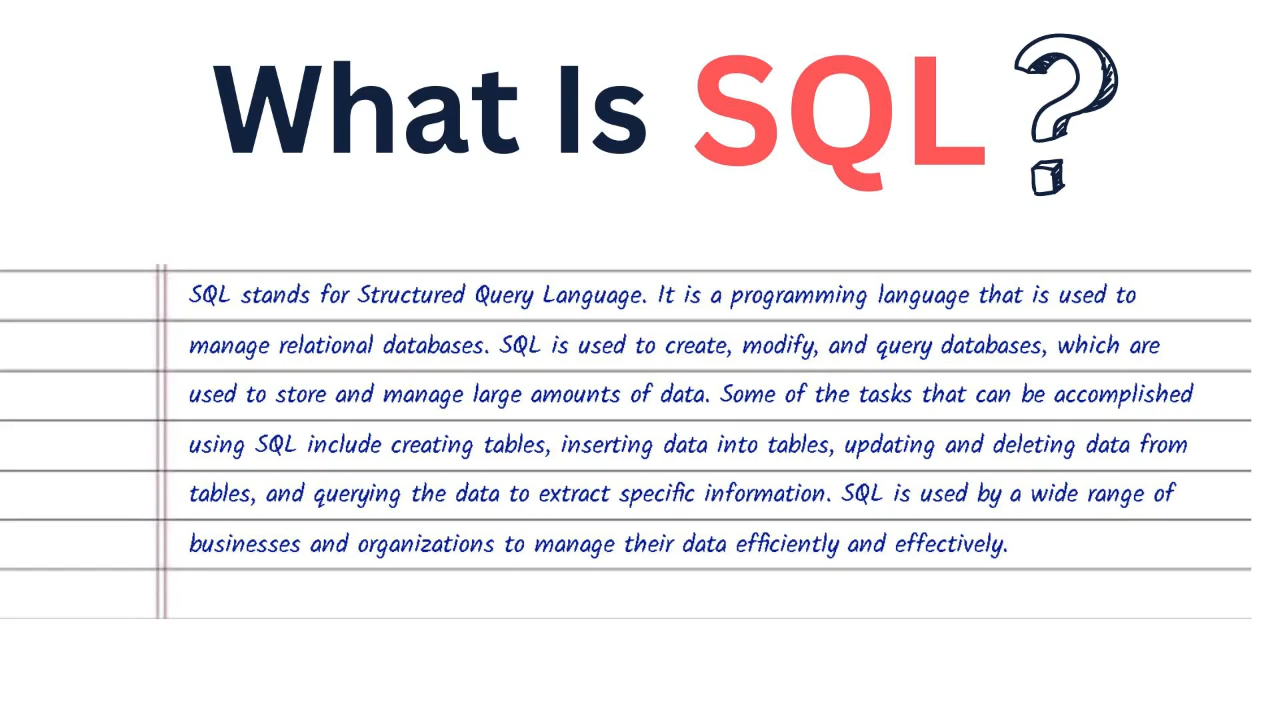 What Is SQL?
SQL stands for Structured Query Language. It is a programming language that is used to
manage relational databases. SQL is used to create, modify, and query databases, which are
used to store and manage large amounts of data. Some of the tasks that can be accomplished
using SQL include creating tables, inserting data into tables, updating and deleting data from
tables, and querying the data to extract specific information. SQL is used by a wide range of
businesses and organizations to manage their data efficiently and effectively.